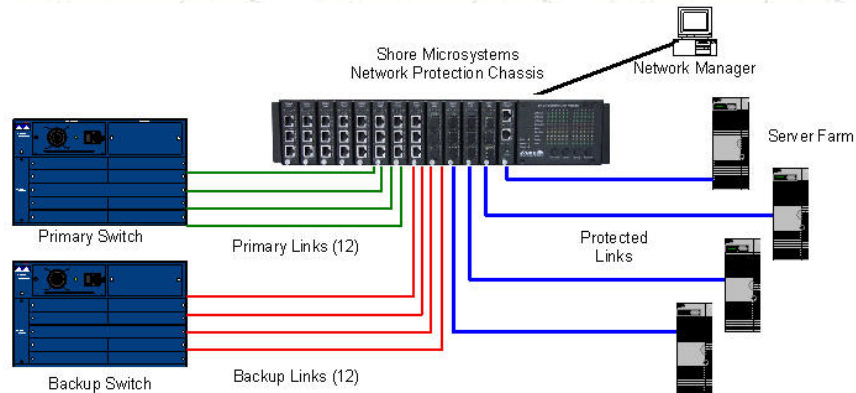 Shore Microsystems
Network Protection Chassis
Network Manager
Server Farm
Primary Switch
Primary Links (12)
Protected
Links
Backup Switch
Backup Links (12)